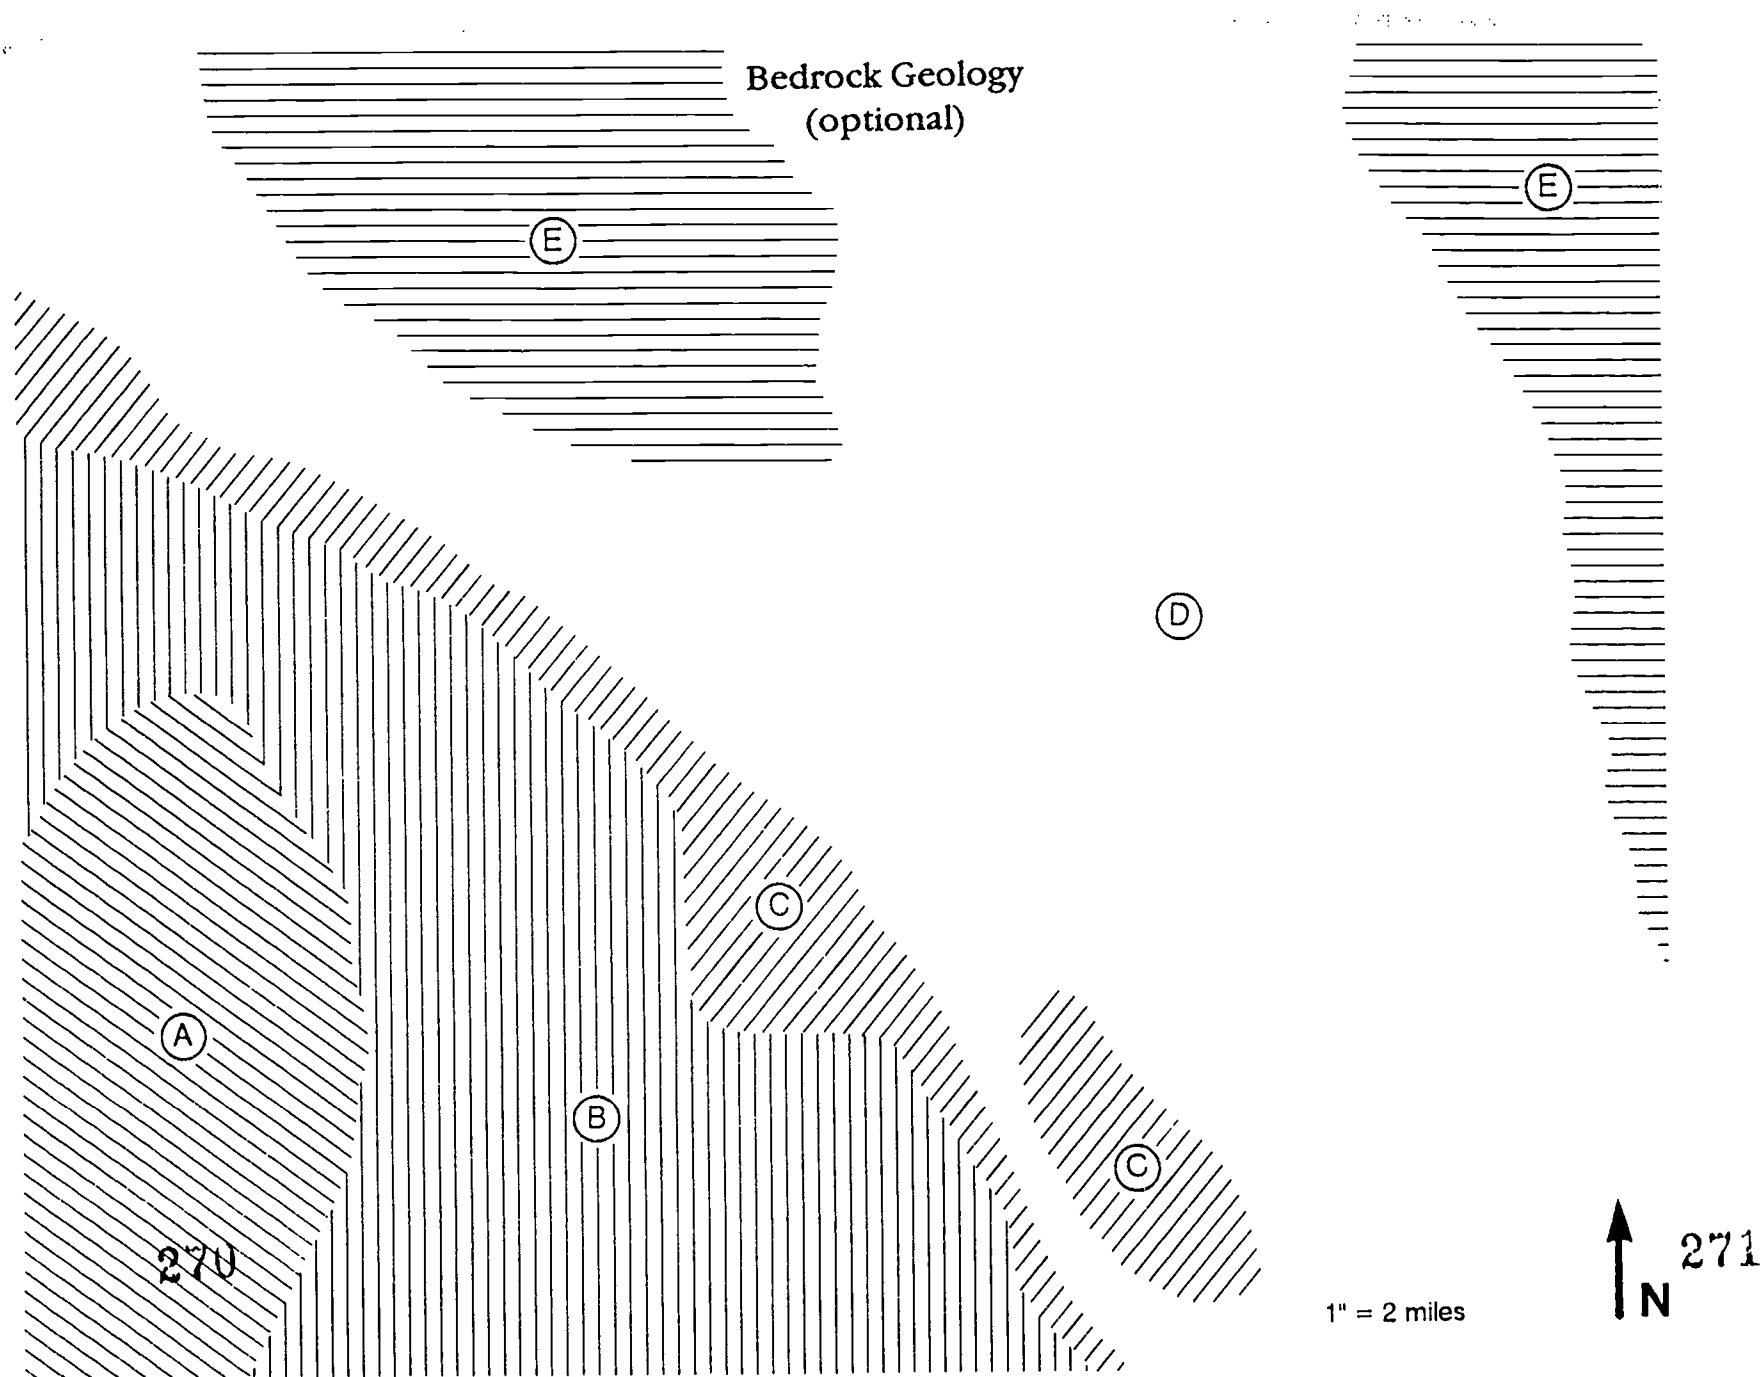 Bedrock Geology
(optional)
E
E
D
C
A
B
C
270
271
N
1" = 2 miles